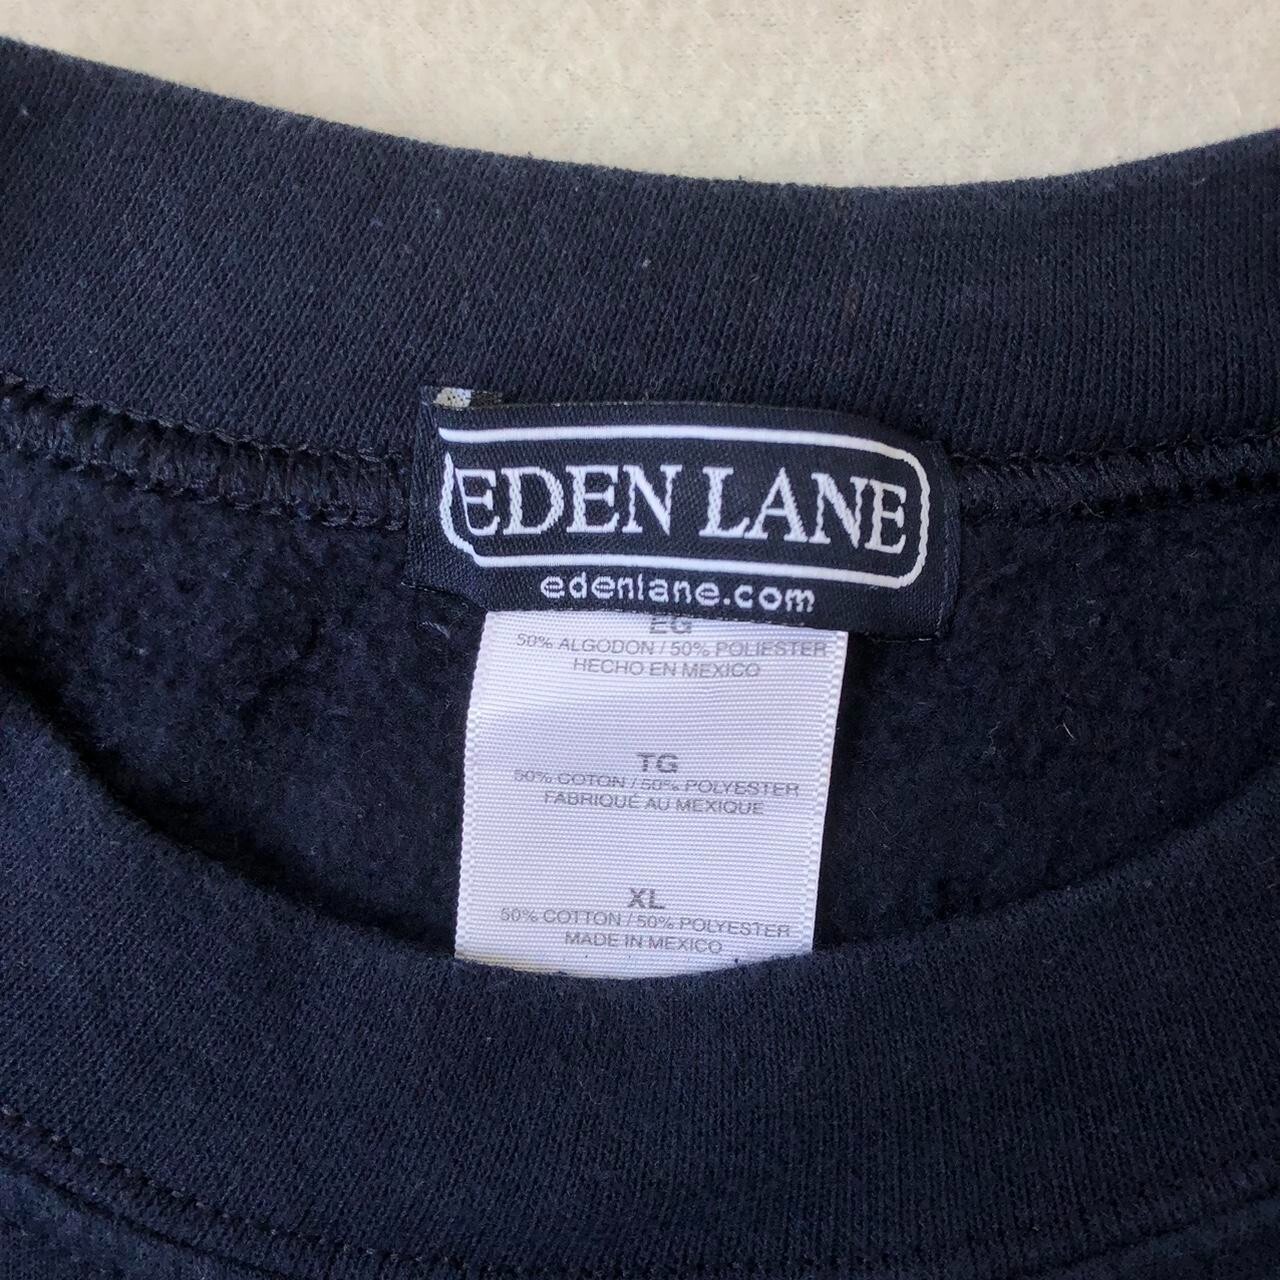 EDEN LANE
edenlane.com
EG
50% ALGODON / 50% POLIESTER
HECHO EN MEXICO
TG
50% COTON / 50% POLYESTER
FABRIQUE AU MEXIQUE
XL
50% COTTON / 50% POLYESTER
MADE IN MEXICO